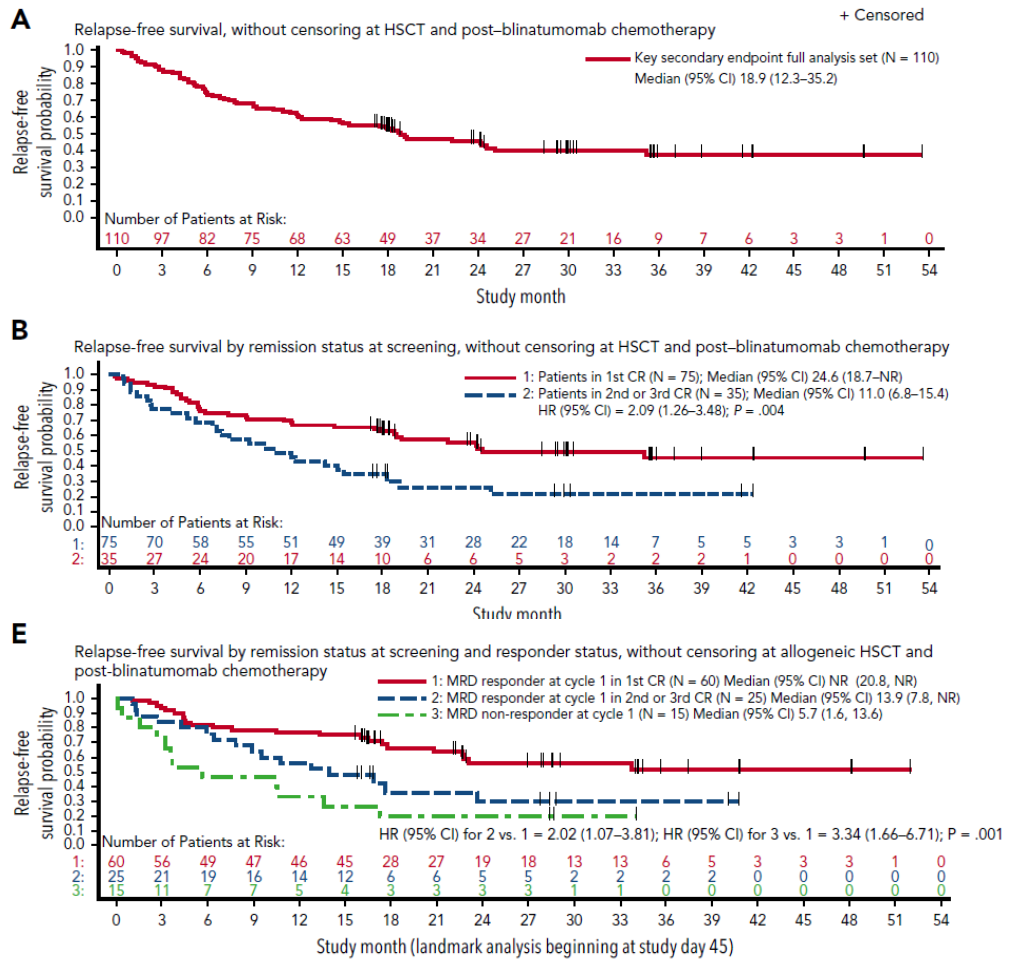 A
Relapse-free survival, without censoring at HSCT and post–blinatumomab chemotherapy
+ Censored
Relapse-free
survival probability
1.0
0.9
0.8
0.7
0.6
0.5
0.4
0.3
0.2
0.1
0.0
Key secondary endpoint full analysis set (N = 110)
Median (95% CI) 18.9 (12.3–35.2)
Number of Patients at Risk:
110 97 82 75 68 63 49 37 34 27 21 16 9 7 6 3 3 1 0
0 3 6 9 12 15 18 21 24 27 30 33 36 39 42 45 48 51 54
Study month
B
Relapse-free survival by remission status at screening, without censoring at HSCT and post–blinatumomab chemotherapy
Relapse-free
survival probability
1.0
0.9
0.8
0.7
0.6
0.5
0.4
0.3
0.2
0.1
0.0
1: Patients in 1st CR (N = 75); Median (95% CI) 24.6 (18.7–NR)
2: Patients in 2nd or 3rd CR (N = 35); Median (95% CI) 11.0 (6.8–15.4)
HR (95% CI) = 2.09 (1.26–3.48); P = .004
Number of Patients at Risk:
1: 75 70 58 55 51 49 39 31 28 22 18 14 7 5 5 3 3 1 0
2: 35 27 24 20 17 14 10 6 6 5 3 2 2 2 1 0 0 0 0
0 3 6 9 12 15 18 21 24 27 30 33 36 39 42 45 48 51 54
Study month
E
Relapse-free survival by remission status at screening and responder status, without censoring at allogeneic HSCT and
post-blinatumomab chemotherapy
Relapse-free
survival probability
1.0
0.9
0.8
0.7
0.6
0.5
0.4
0.3
0.2
0.1
0.0
1: MRD responder at cycle 1 in 1st CR (N = 60) Median (95% CI) NR (20.8, NR)
2: MRD responder at cycle 1 in 2nd or 3rd CR (N = 25) Median (95% CI) 13.9 (7.8, NR)
3: MRD non-responder at cycle 1 (N = 15) Median (95% CI) 5.7 (1.6, 13.6)
HR (95% CI) for 2 vs. 1 = 2.02 (1.07–3.81); HR (95% CI) for 3 vs. 1 = 3.34 (1.66–6.71); P = .001
Number of Patients at Risk:
1: 60 56 49 47 46 45 28 27 19 18 13 13 6 5 3 3 3 1 0
2: 25 21 19 16 14 12 6 6 5 5 2 2 2 2 0 0 0 0 0
3: 15 11 7 7 5 4 3 3 3 3 1 1 0 0 0 0 0 0 0
0 3 6 9 12 15 18 21 24 27 30 33 36 39 42 45 48 51 54
Study month (landmark analysis beginning at study day 45)